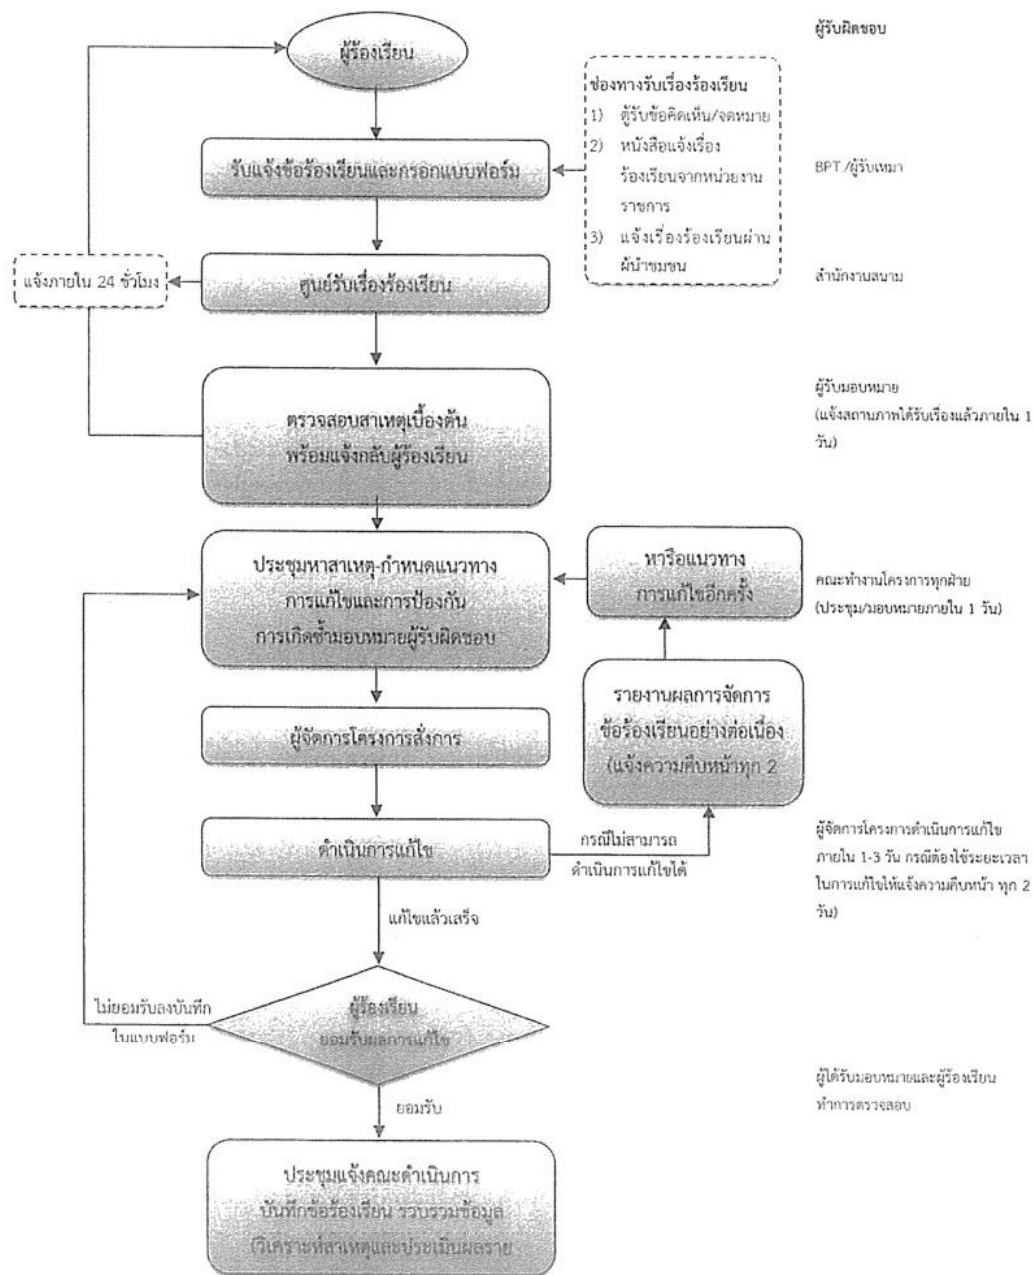 ผู้รับผิดชอบ
ผู้ร้องเรียน
ช่องทางรับเรื่องร้องเรียน
1) ตู้รับข้อคิดเห็น/จดหมาย
2) หนังสือแจ้งเรื่อง
ร้องเรียนจากหน่วยงาน
ราชการ
3) แจ้งเรื่องร้องเรียนผ่าน
ผู้นำชุมชน
รับแจ้งข้อร้องเรียนและกรอกแบบฟอร์ม
BPT./ผู้รับเหมา
แจ้งภายใน 24 ชั่วโมง
ศูนย์รับเรื่องร้องเรียน
สำนักงานสนาม
ตรวจสอบสาเหตุเบื้องต้น
พร้อมแจ้งกลับผู้ร้องเรียน
ผู้รับมอบหมาย
(แจ้งสถานภาพได้รับเรื่องแล้วภายใน 1
วัน)
ประชุมหาสาเหตุ-กำหนดแนวทาง
การแก้ไขและการป้องกัน
การเกิดซ้ำมอบหมายผู้รับผิดชอบ
หารือแนวทาง
การแก้ไขอีกครั้ง
คณะทำงานโครงการทุกฝ่าย
(ประชุม/มอบหมายภายใน 1 วัน)
รายงานผลการจัดการ
ข้อร้องเรียนอย่างต่อเนื่อง
(แจ้งความคืบหน้าทุก 2
ผู้จัดการโครงการสั่งการ
ดำเนินการแก้ไข
กรณีไม่สามารถ
ดำเนินการแก้ไขได้
ผู้จัดการโครงการดำเนินการแก้ไข
ภายใน 1-3 วัน กรณีต้องใช้ระยะเวลา
ในการแก้ไขให้แจ้งความคืบหน้า ทุก 2
วัน)
แก้ไขแล้วเสร็จ
ไม่ยอมรับลงบันทึก
ในแบบฟอร์ม
ผู้ร้องเรียน
ยอมรับผลการแก้ไข
ผู้ได้รับมอบหมายและผู้ร้องเรียน
ทำการตรวจสอบ
ยอมรับ
ประชุมแจ้งคณะดำเนินการ
บันทึกข้อร้องเรียน รวบรวมข้อมูล
(วิเคราะห์สาเหตุและประเมินผลราย